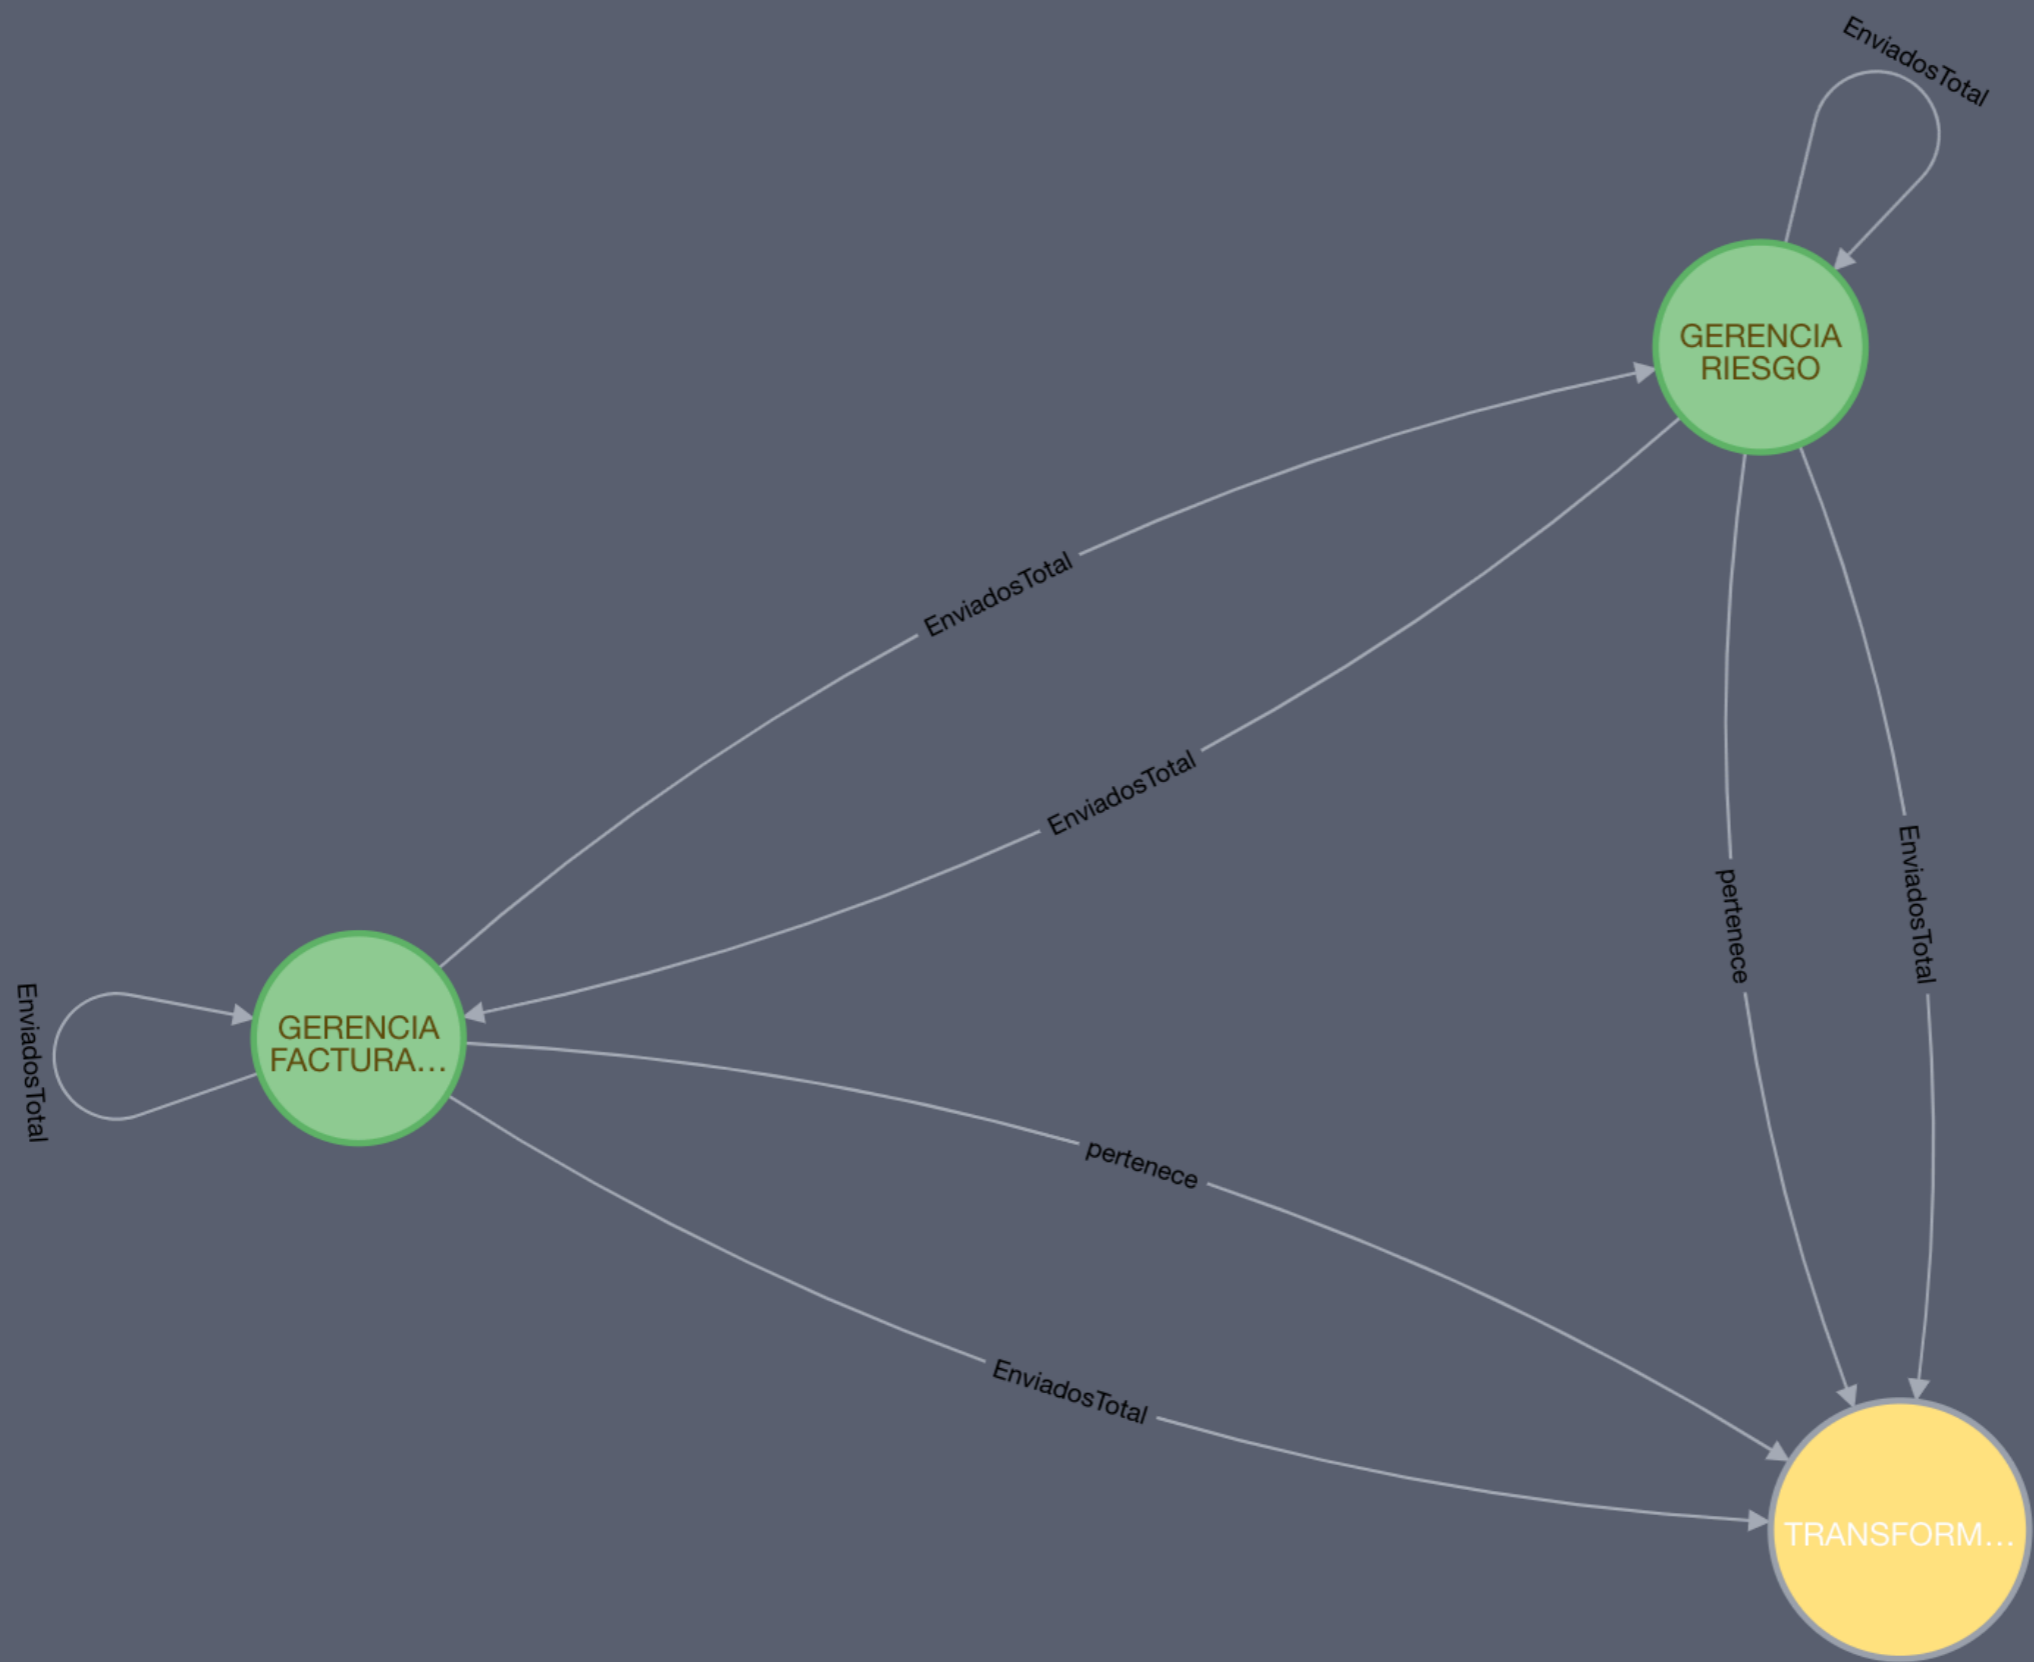 EnviadosTotal
GERENCIA
RIESGO
EnviadosTotal
EnviadosTotal
pertenece
EnviadosTotal
EnviadosTotal
GERENCIA
FACTURA...
pertenece
EnviadosTotal
TRANSFORM...